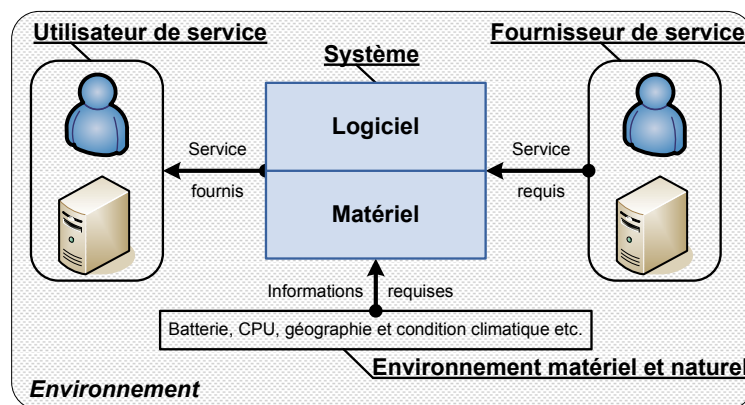 Utilisateur de service
Fournisseur de service
Système
Logiciel
Matériel
Service
fournis
Service
requis
Informations requises
Batterie, CPU, géographie et condition climatique etc.
Environnement matériel et naturel
Environnement